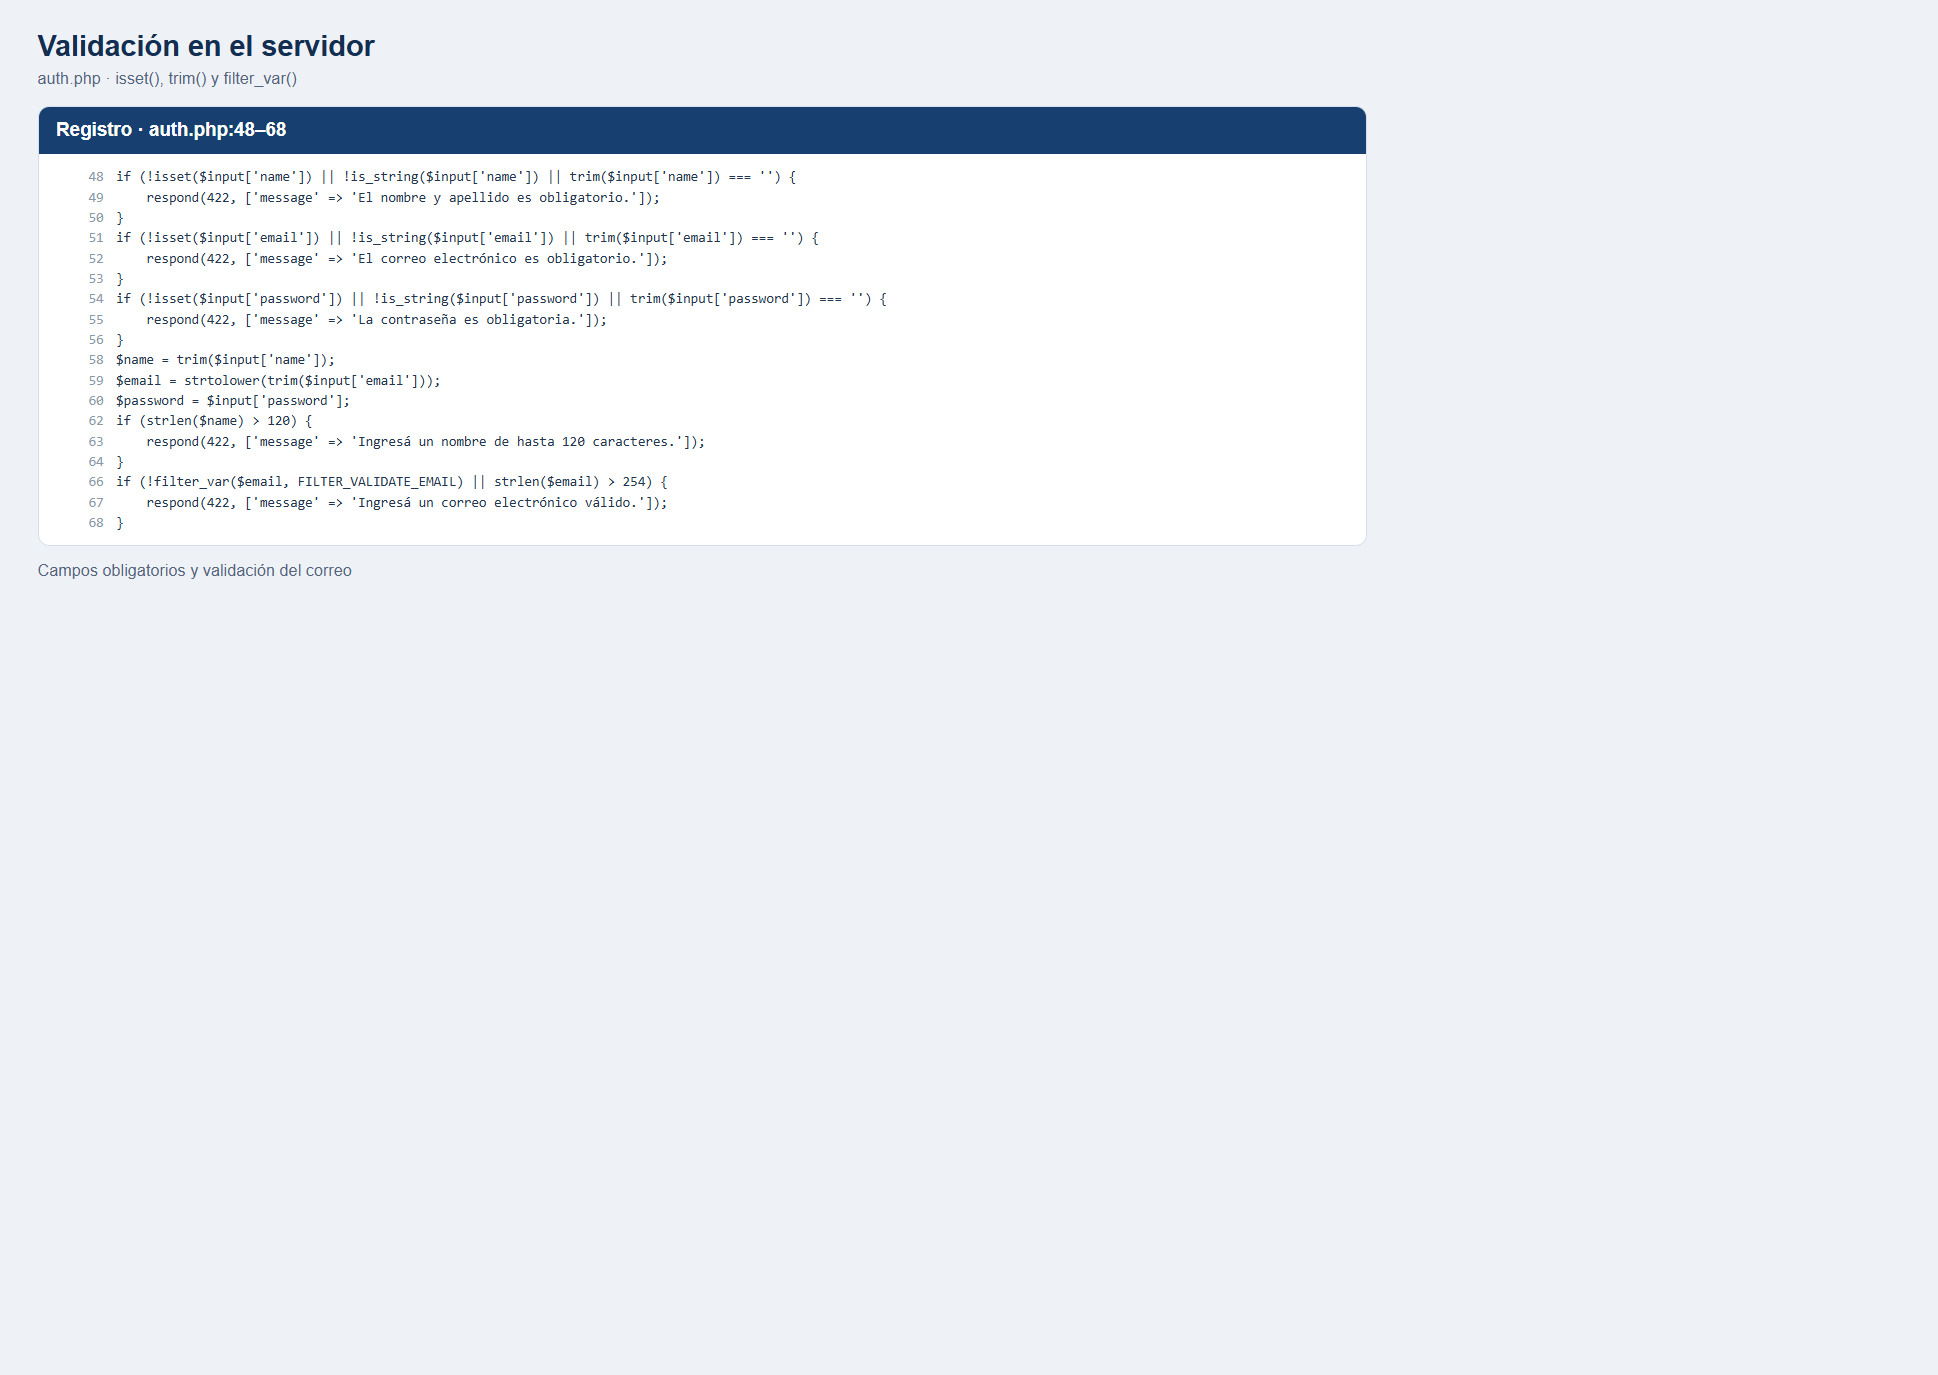 Validación en el servidor
auth.php · isset(), trim() y filter_var()
Registro · auth.php:48–68
48 if (!isset($input['name']) || !is_string($input['name']) || trim($input['name']) === '') {
49     respond(422, ['message' => 'El nombre y apellido es obligatorio.']);
50 }
51 if (!isset($input['email']) || !is_string($input['email']) || trim($input['email']) === '') {
52     respond(422, ['message' => 'El correo electrónico es obligatorio.']);
53 }
54 if (!isset($input['password']) || !is_string($input['password']) || trim($input['password']) === '') {
55     respond(422, ['message' => 'La contraseña es obligatoria.']);
56 }
58 $name = trim($input['name']);
59 $email = strtolower(trim($input['email']));
60 $password = $input['password'];
62 if (strlen($name) > 120) {
63     respond(422, ['message' => 'Ingresá un nombre de hasta 120 caracteres.']);
64 }
66 if (!filter_var($email, FILTER_VALIDATE_EMAIL) || strlen($email) > 254) {
67     respond(422, ['message' => 'Ingresá un correo electrónico válido.']);
68 }
Campos obligatorios y validación del correo